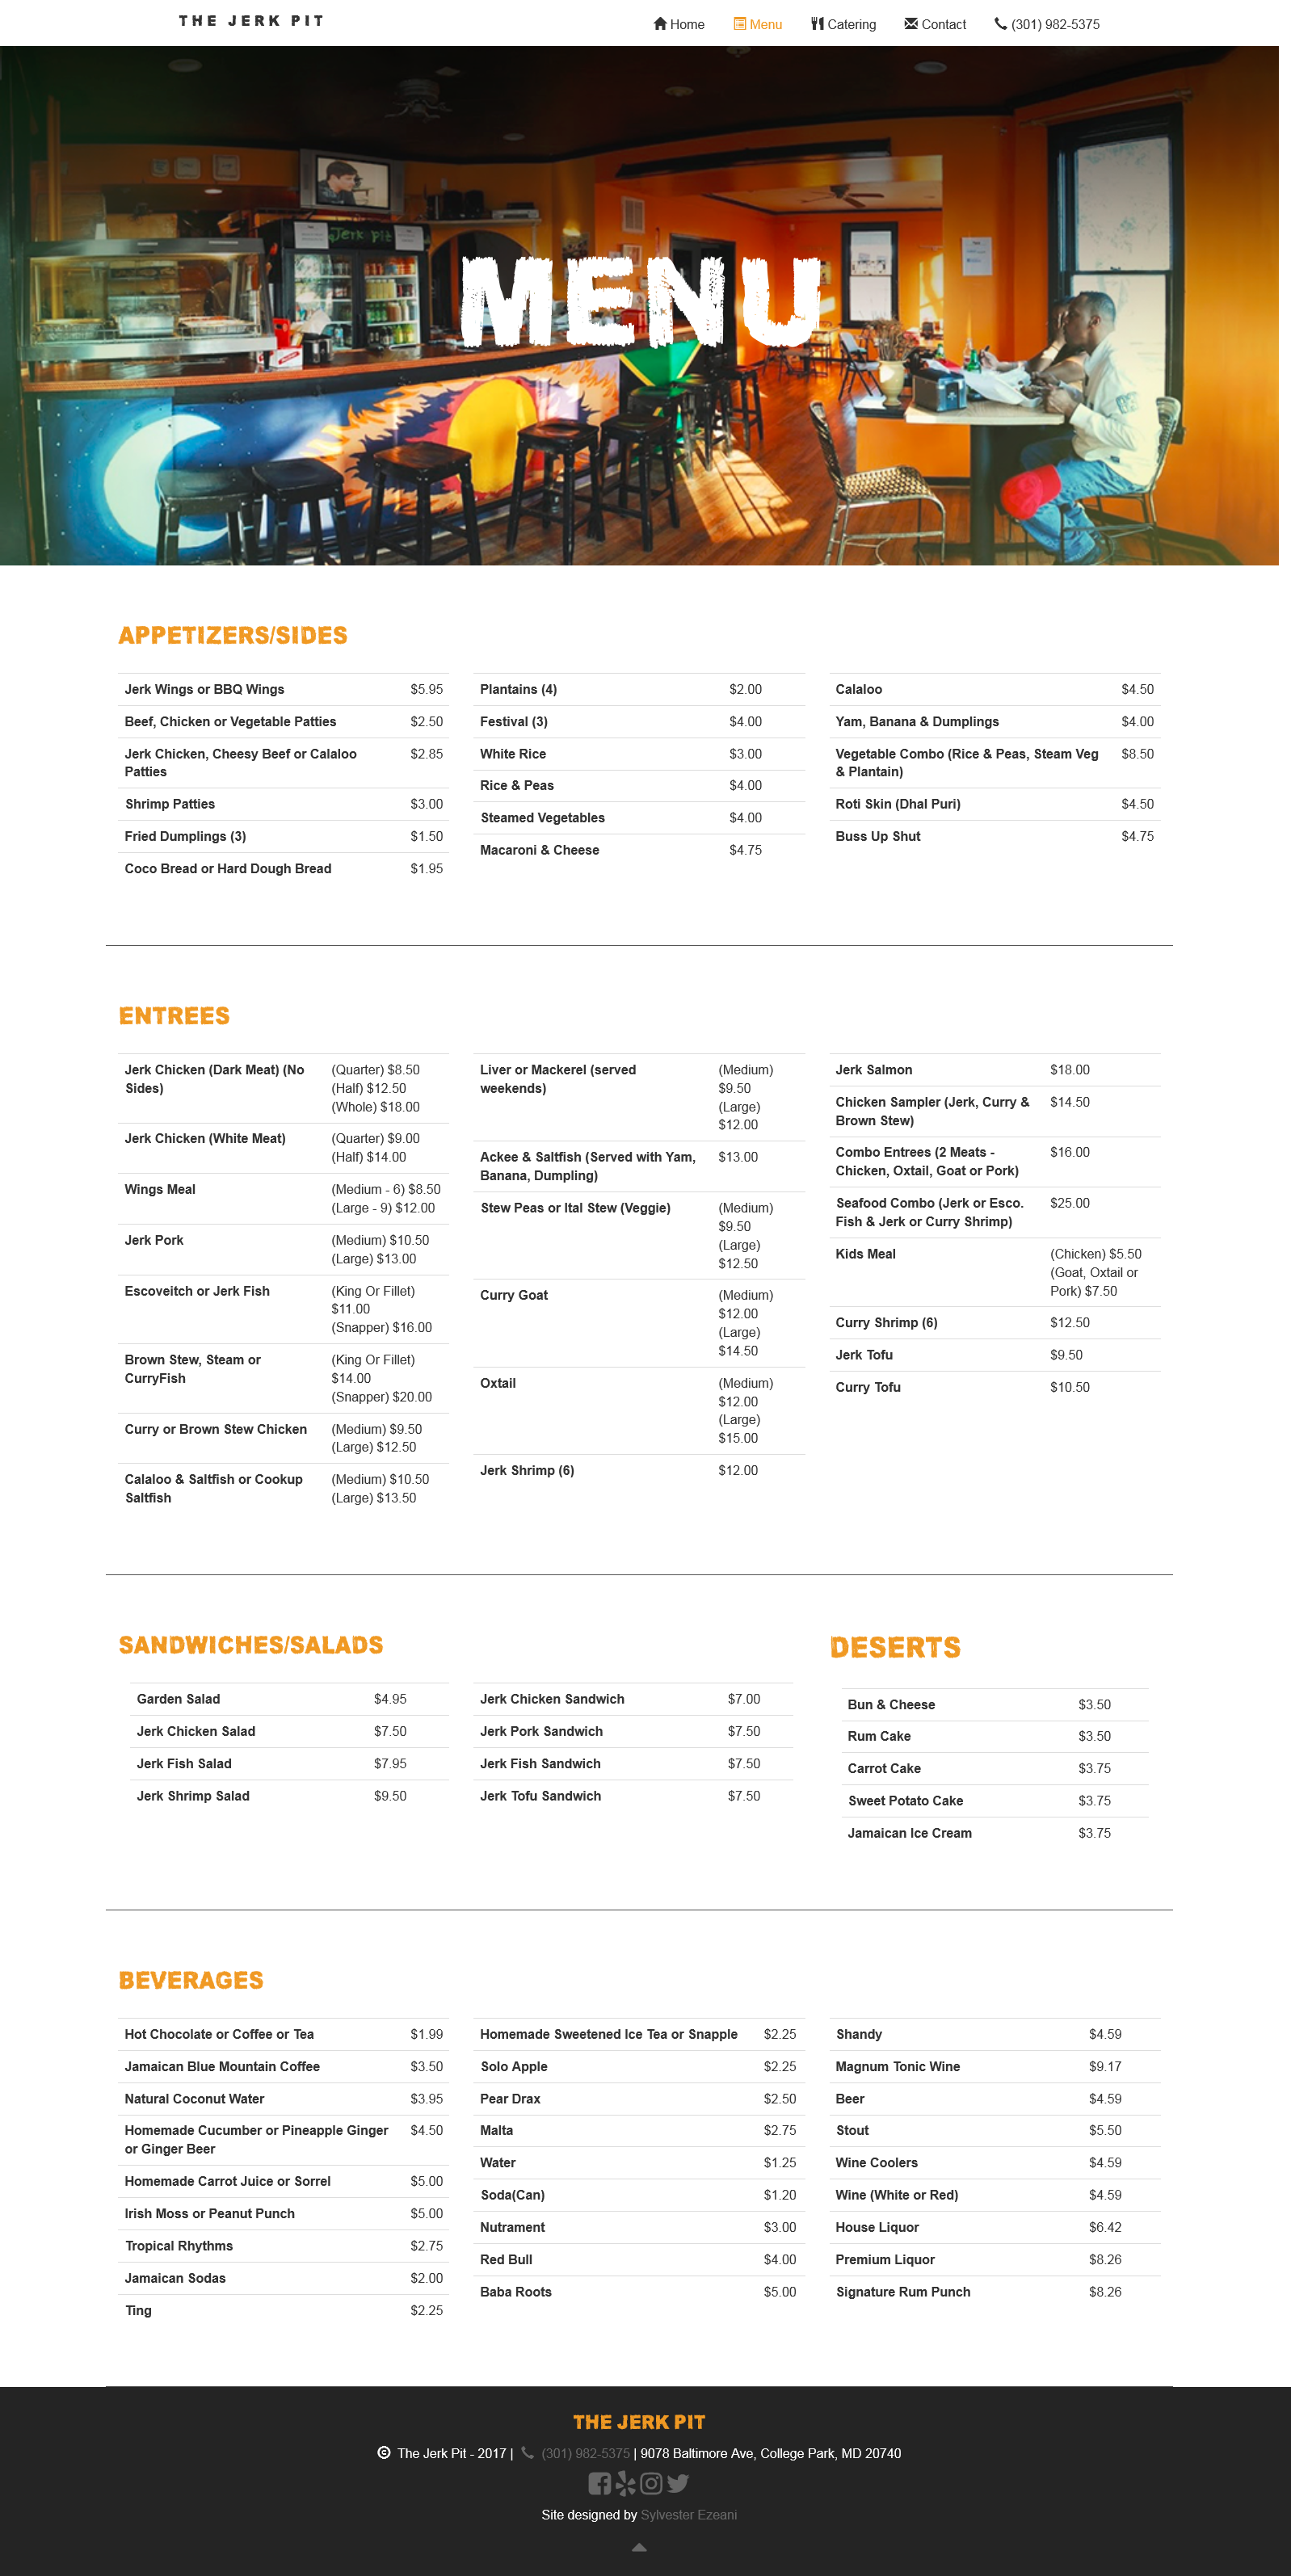 THE JERK PIT
Home
Menu
Catering
Contact
(301) 982-5375
Jerk pit
MENU
APPETIZERS/SIDES
Jerk Wings or BBQ Wings $5.95
Beef, Chicken or Vegetable Patties $2.50
Jerk Chicken, Cheesy Beef or Calaloo $2.85
Patties
Shrimp Patties $3.00
Fried Dumplings (3) $1.50
Coco Bread or Hard Dough Bread $1.95
Plantains (4) $2.00
Festival (3) $4.00
White Rice $3.00
Rice & Peas $4.00
Steamed Vegetables $4.00
Macaroni & Cheese $4.75
Calaloo $4.50
Yam, Banana & Dumplings $4.00
Vegetable Combo (Rice & Peas, Steam Veg $8.50
& Plantain)
Roti Skin (Dhal Puri) $4.50
Buss Up Shut $4.75
ENTREES
Jerk Chicken (Dark Meat) (No (Quarter) $8.50
Sides) (Half) $12.50
(Whole) $18.00
Jerk Chicken (White Meat) (Quarter) $9.00
(Half) $14.00
Wings Meal (Medium - 6) $8.50
(Large - 9) $12.00
Jerk Pork (Medium) $10.50
(Large) $13.00
Escoveitch or Jerk Fish (King Or Fillet)
$11.00
(Snapper) $16.00
Brown Stew, Steam or (King Or Fillet)
CurryFish $14.00
(Snapper) $20.00
Curry or Brown Stew Chicken (Medium) $9.50
(Large) $12.50
Calaloo & Saltfish or Cookup (Medium) $10.50
Saltfish (Large) $13.50
Liver or Mackerel (served (Medium)
weekends) $9.50
(Large)
$12.00
Ackee & Saltfish (Served with Yam, $13.00
Banana, Dumpling)
Stew Peas or Ital Stew (Veggie) (Medium)
$9.50
(Large)
$12.50
Curry Goat (Medium)
$12.00
(Large)
$14.50
Oxtail (Medium)
$12.00
(Large)
$15.00
Jerk Shrimp (6) $12.00
Jerk Salmon $18.00
Chicken Sampler (Jerk, Curry & $14.50
Brown Stew)
Combo Entrees (2 Meats - $16.00
Chicken, Oxtail, Goat or Pork)
Seafood Combo (Jerk or Esco. $25.00
Fish & Jerk or Curry Shrimp)
Kids Meal (Chicken) $5.50
(Goat, Oxtail or
Pork) $7.50
Curry Shrimp (6) $12.50
Jerk Tofu $9.50
Curry Tofu $10.50
SANDWICHES/SALADS
Garden Salad $4.95
Jerk Chicken Salad $7.50
Jerk Fish Salad $7.95
Jerk Shrimp Salad $9.50
Jerk Chicken Sandwich $7.00
Jerk Pork Sandwich $7.50
Jerk Fish Sandwich $7.50
Jerk Tofu Sandwich $7.50
DESERTS
Bun & Cheese $3.50
Rum Cake $3.50
Carrot Cake $3.75
Sweet Potato Cake $3.75
Jamaican Ice Cream $3.75
BEVERAGES
Hot Chocolate or Coffee or Tea $1.99
Jamaican Blue Mountain Coffee $3.50
Natural Coconut Water $3.95
Homemade Cucumber or Pineapple Ginger $4.50
or Ginger Beer
Homemade Carrot Juice or Sorrel $5.00
Irish Moss or Peanut Punch $5.00
Tropical Rhythms $2.75
Jamaican Sodas $2.00
Ting $2.25
Homemade Sweetened Ice Tea or Snapple $2.25
Solo Apple $2.25
Pear Drax $2.50
Malta $2.75
Water $1.25
Soda(Can) $1.20
Nutrament $3.00
Red Bull $4.00
Baba Roots $5.00
Shandy $4.59
Magnum Tonic Wine $9.17
Beer $4.59
Stout $5.50
Wine Coolers $4.59
Wine (White or Red) $4.59
House Liquor $6.42
Premium Liquor $8.26
Signature Rum Punch $8.26
THE JERK PIT
© The Jerk Pit - 2017 | (301) 982-5375 | 9078 Baltimore Ave, College Park, MD 20740
Site designed by Sylvester Ezeani